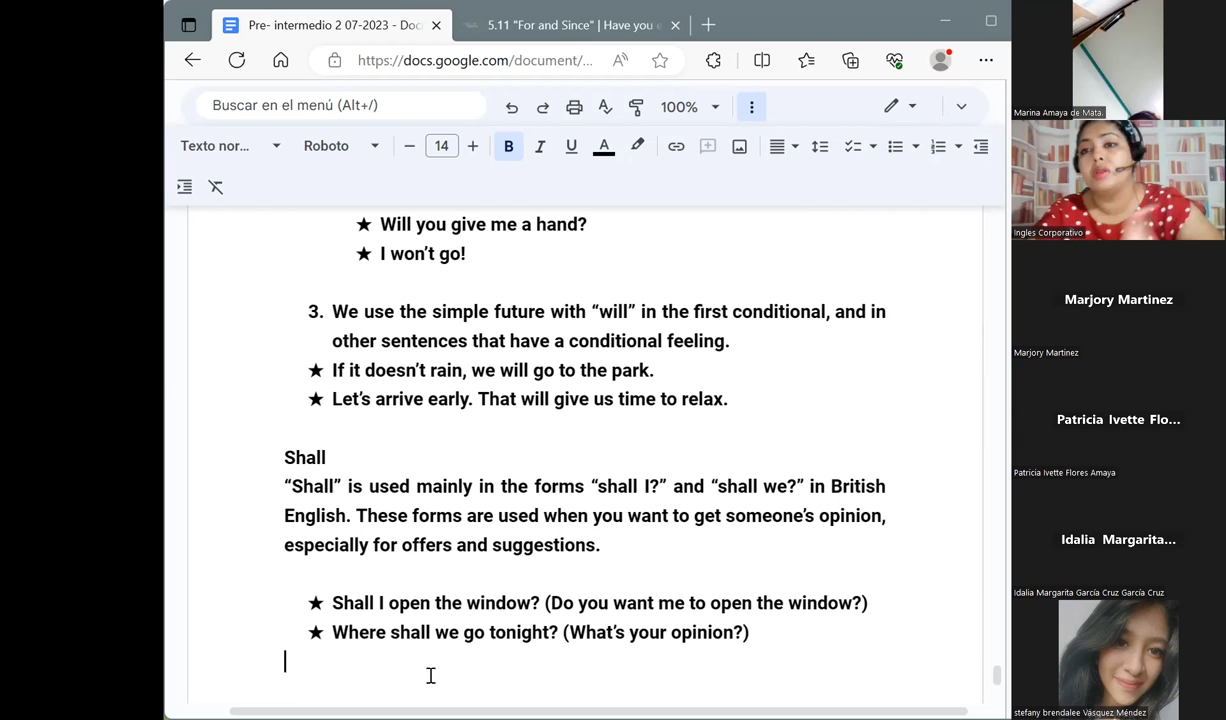 Pre- intermedio 2 07-2023 - Doc
5.11 "For and Since" | Have you e
https://docs.google.com/document/...
Buscar en el menú (Alt+/)
100%
Texto nor...
Roboto
14
B
I
U
A
★ Will you give me a hand?
★ I won’t go!
3. We use the simple future with “will” in the first conditional, and in
other sentences that have a conditional feeling.
★ If it doesn’t rain, we will go to the park.
★ Let’s arrive early. That will give us time to relax.
Shall
“Shall” is used mainly in the forms “shall I?” and “shall we?” in British
English. These forms are used when you want to get someone’s opinion,
especially for offers and suggestions.
★ Shall I open the window? (Do you want me to open the window?)
★ Where shall we go tonight? (What’s your opinion?)
Marina Amaya de Mata.
Ingles Corporativo
Marjory Martinez
Marjory Martinez
Patricia Ivette Flo...
Patricia Ivette Flores Amaya
Idalia Margarita...
Idalia Margarita García Cruz García Cruz
stefany brendalee Vásquez Méndez